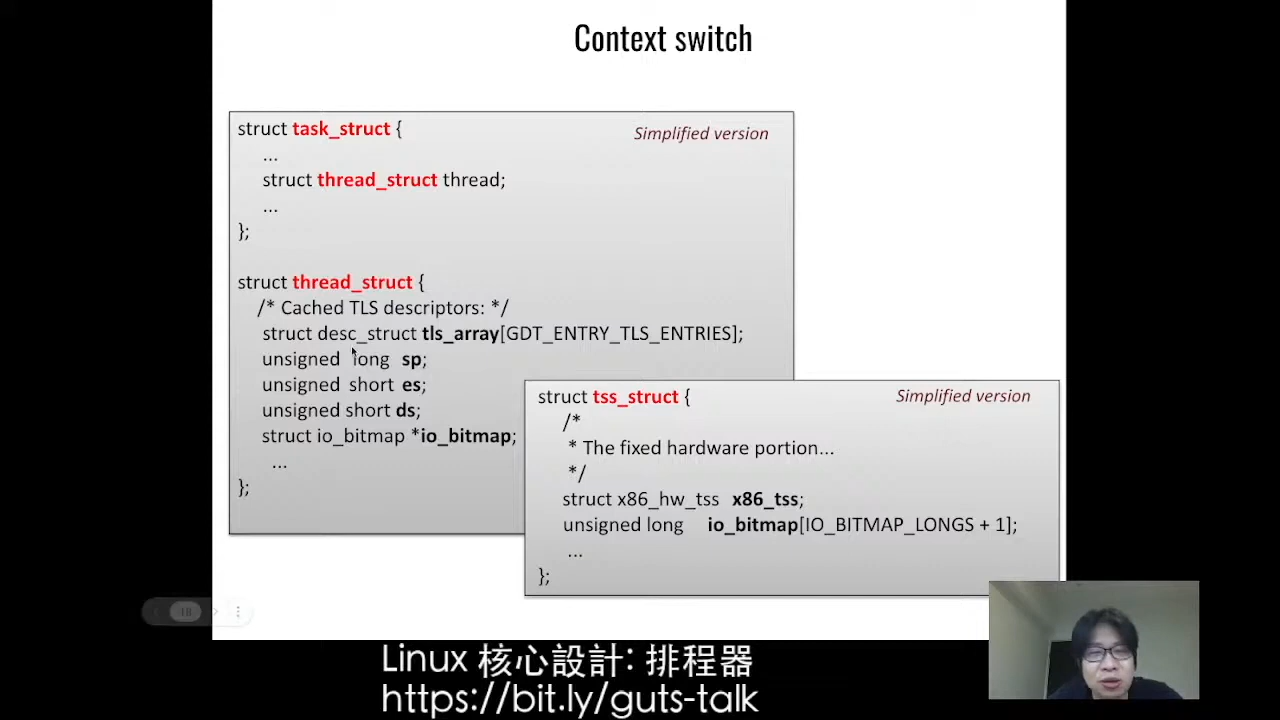 Context switch
struct task_struct {
Simplified version
...
struct thread_struct thread;
...
};
struct thread_struct {
/* Cached TLS descriptors: */
struct desc_struct tls_array[GDT_ENTRY_TLS_ENTRIES];
unsigned long sp;
unsigned short es;
unsigned short ds;
struct io_bitmap *io_bitmap;
...
};
struct tss_struct {
Simplified version
/*
* The fixed hardware portion...
*/
struct x86_hw_tss x86_tss;
unsigned long io_bitmap[IO_BITMAP_LONGS + 1];
...
};
18
Linux 核心設計: 排程器
https://bit.ly/guts-talk